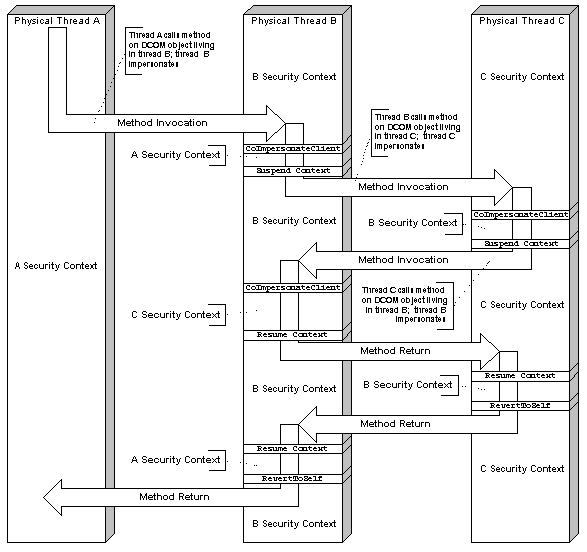 Physical Thread A
Physical Thread B
Physical Thread C
Thread A calls method
on DCOM object living
in thread B; thread B
impersonates
B Security Context
C Security Context
Method Invocation
Thread B calls method
on DCOM object living
in thread C; thread C
impersonates
CoImpersonateClient
A Security Context
Suspend Context
Method Invocation
CoImpersonateClient
B Security Context
B Security Context
Suspend Context
A Security Context
Method Invocation
CoImpersonateClient
Thread C calls method
on DCOM object living
in thread B; thread B
impersonates
C Security Context
C Security Context
Resume Context
Method Return
Resume Context
B Security Context
B Security Context
RevertToSelf
Method Return
Resume Context
A Security Context
C Security Context
RevertToSelf
Method Return
B Security Context